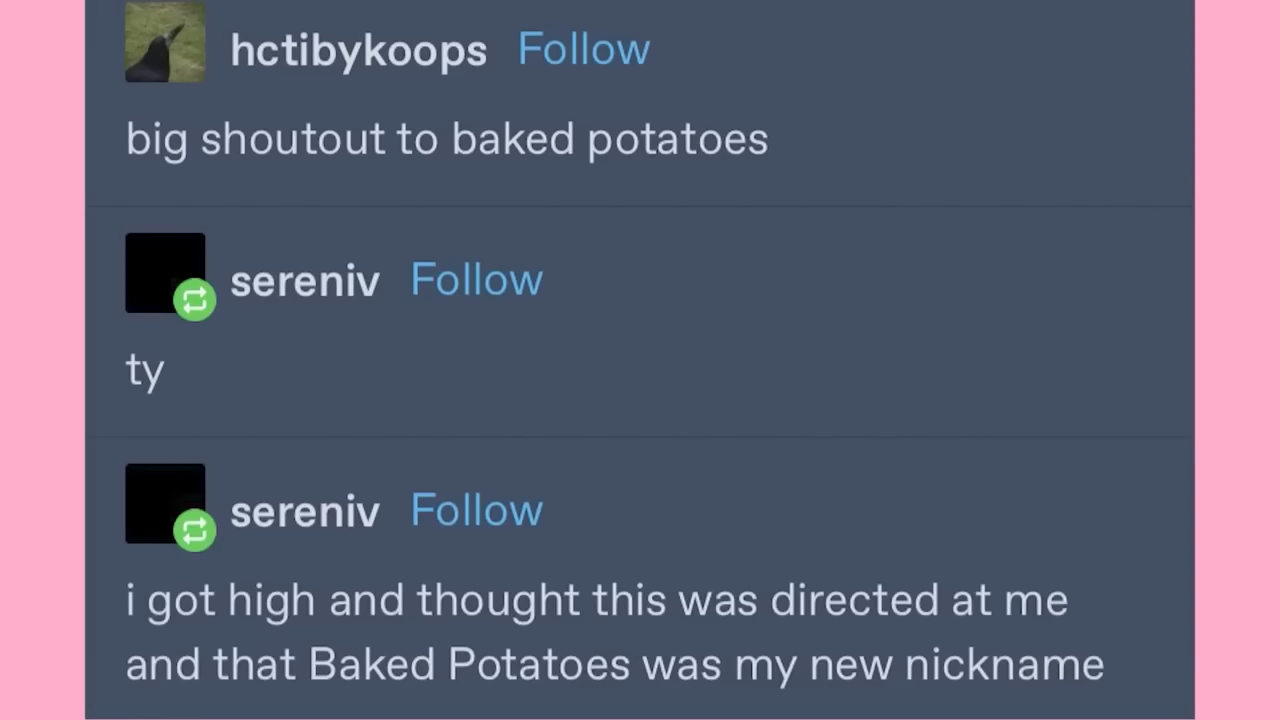 hctibykoops Follow
big shoutout to baked potatoes
sereniv Follow
ty
sereniv Follow
i got high and thought this was directed at me
and that Baked Potatoes was my new nickname